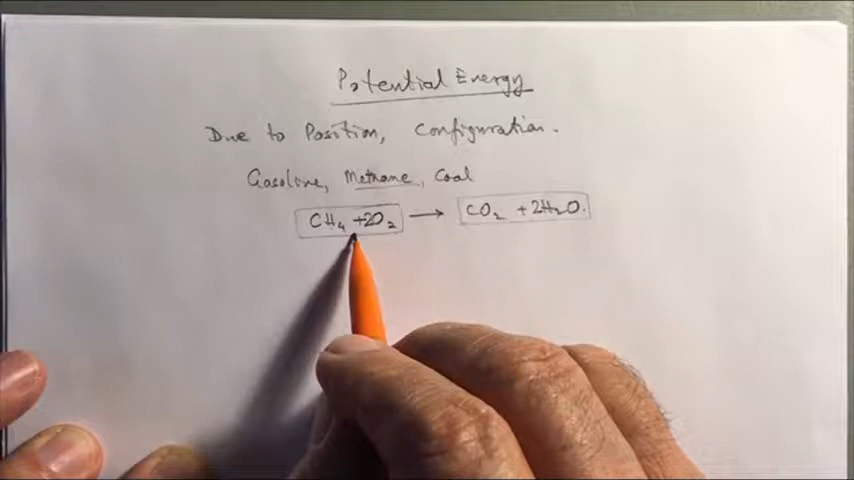 Potential Energy
Due to Position, Configuration.
Gasoline, Methane, Coal
CH₄ + 2O₂ → CO₂ + 2H₂O.